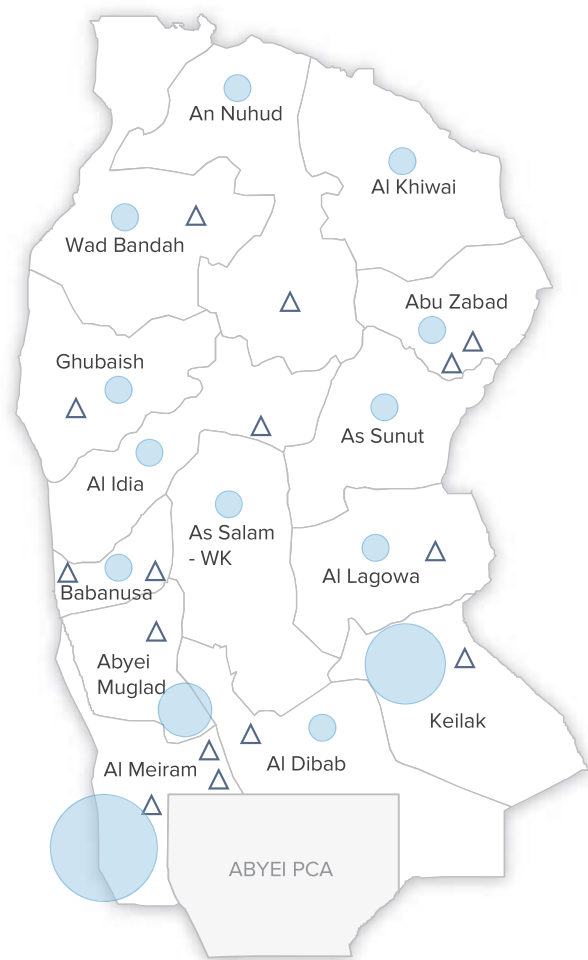 An Nuhud
Al Khiwai
Wad Bandah
Abu Zabad
Ghubaish
As Sunut
Al Idia
As Salam
- WK
Al Lagowa
Babanusa
Abyei
Muglad
Keilak
Al Dibab
Al Meiram
ABYEI PCA